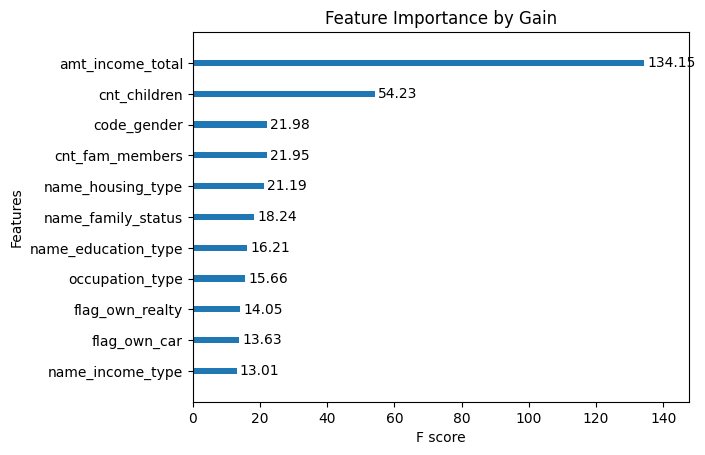 Feature Importance by Gain
amt_income_total 134.15
cnt_children 54.23
code_gender 21.98
cnt_fam_members 21.95
name_housing_type 21.19
name_family_status 18.24
name_education_type 16.21
occupation_type 15.66
flag_own_realty 14.05
flag_own_car 13.63
name_income_type 13.01
Features
0 20 40 60 80 100 120 140
F score